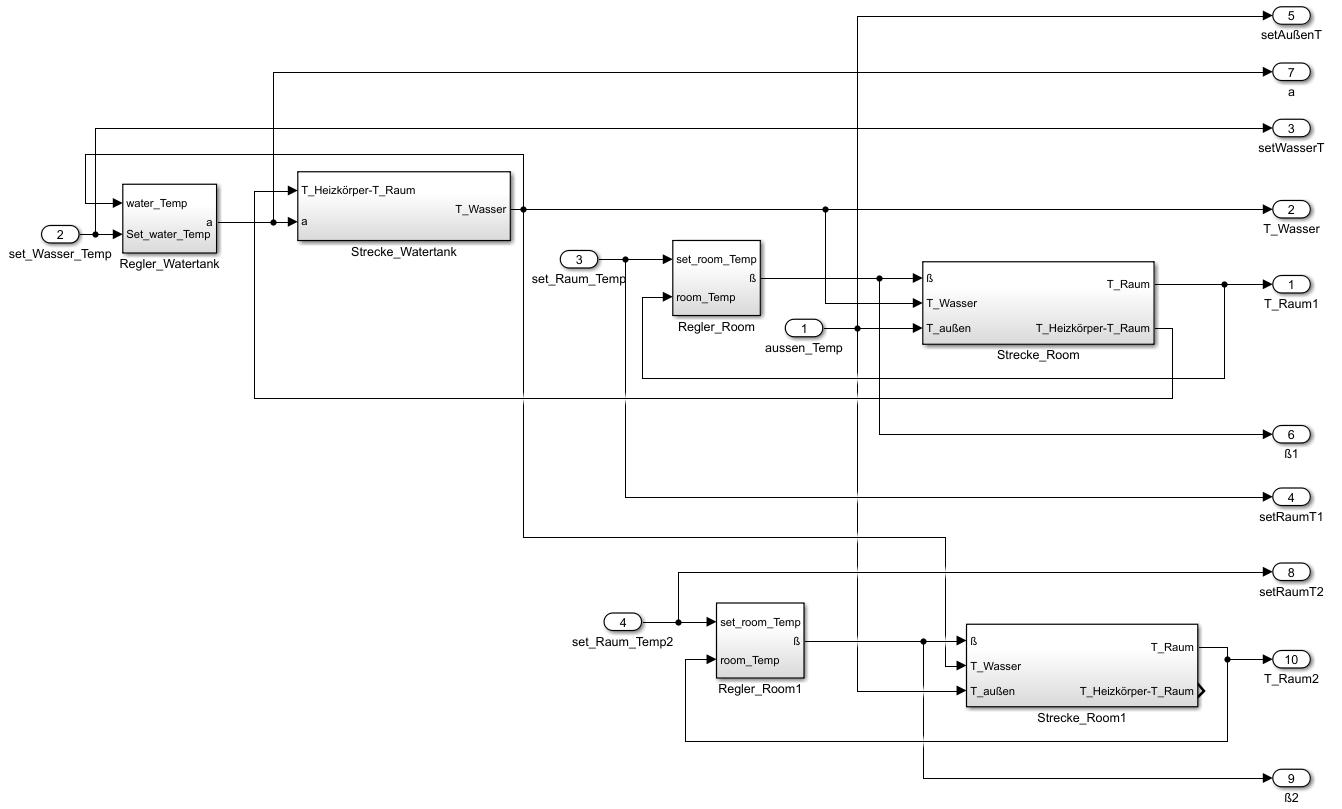 5
setAußenT
7
a
3
setWasserT
water_Temp
Set_water_Temp
a
Regler_Watertank
2
set_Wasser_Temp
T_Heizkörper-T_Raum
a
T_Wasser
Strecke_Watertank
2
T_Wasser
3
set_Raum_Temp
set_room_Temp
ß
room_Temp
Regler_Room
1
aussen_Temp
ß
T_Wasser
T_außen
T_Raum
T_Heizkörper-T_Raum
Strecke_Room
1
T_Raum1
6
ß1
4
setRaumT1
8
setRaumT2
4
set_Raum_Temp2
set_room_Temp
ß
room_Temp
Regler_Room1
ß
T_Wasser
T_außen
T_Raum
T_Heizkörper-T_Raum
Strecke_Room1
10
T_Raum2
9
ß2